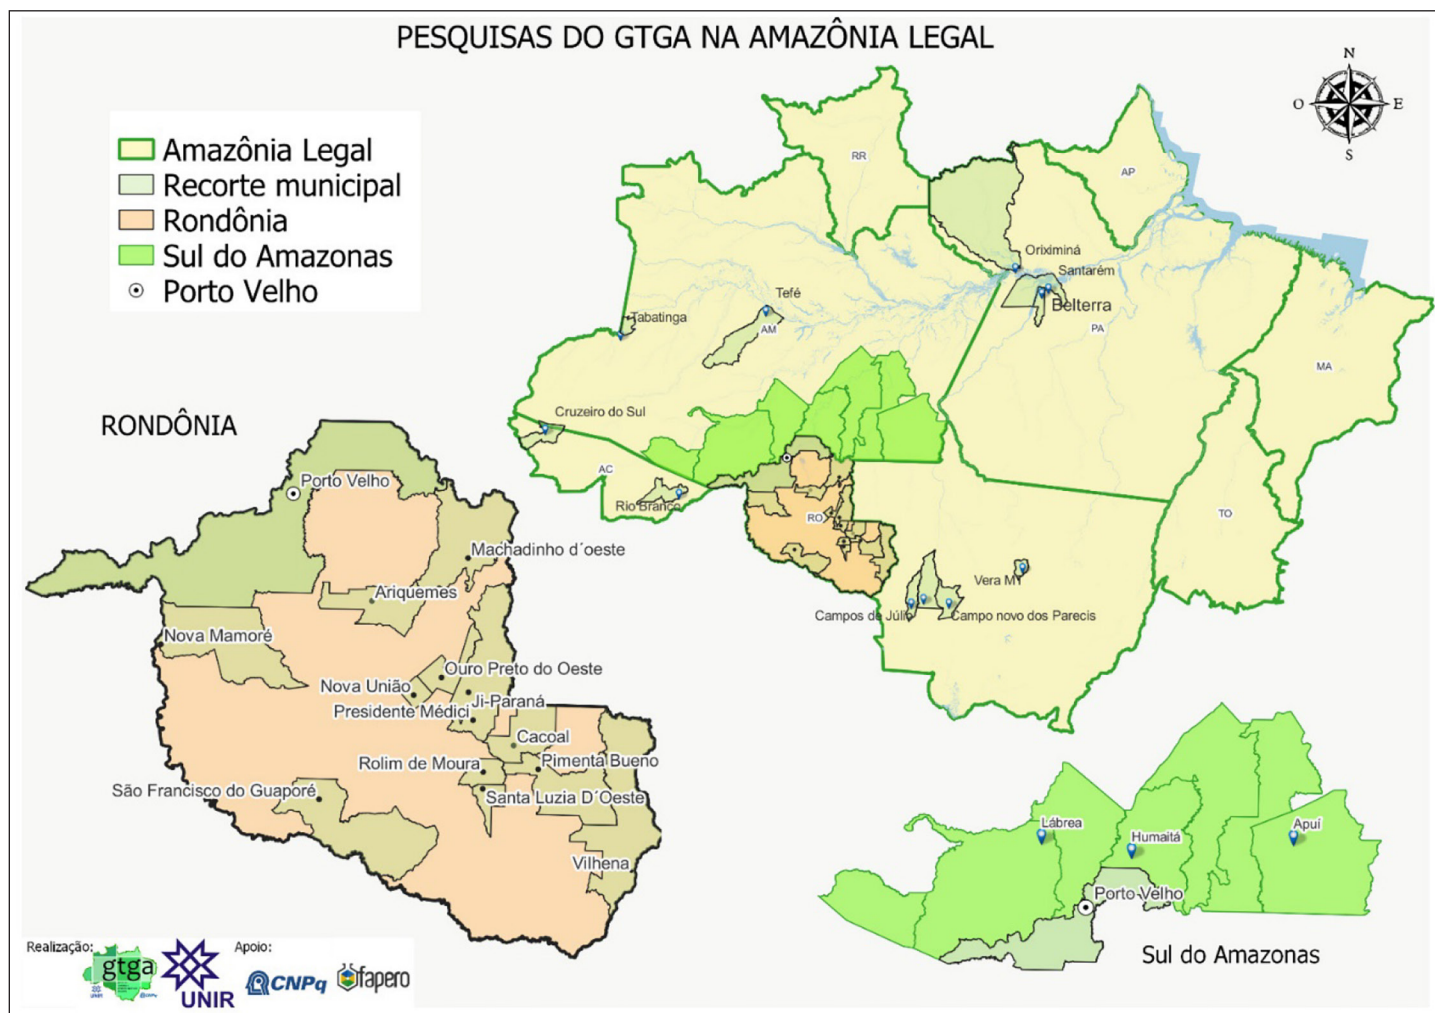 PESQUISAS DO GTGA NA AMAZÔNIA LEGAL
N
O
E
S
Amazônia Legal
Recorte municipal
Rondônia
Sul do Amazonas
Porto Velho
RR
AP
Oriximiná
Santarém
Belterra
Tefé
Tabatinga
AM
PA
MA
Cruzeiro do Sul
AC
Rio Branco
RO
TO
Vera MT
Campos de Júlio
Campo novo dos Parecis
RONDÔNIA
Porto Velho
Machadinho d´oeste
Ariquemes
Nova Mamoré
Ouro Preto do Oeste
Nova União
Ji-Paraná
Presidente Médici
Cacoal
Rolim de Moura
Pimenta Bueno
São Francisco do Guaporé
Santa Luzia D´Oeste
Vilhena
Lábrea
Humaitá
Apuí
Porto Velho
Sul do Amazonas
Realização:
Apoio:
gtga
UNIR
CNPq
fapero